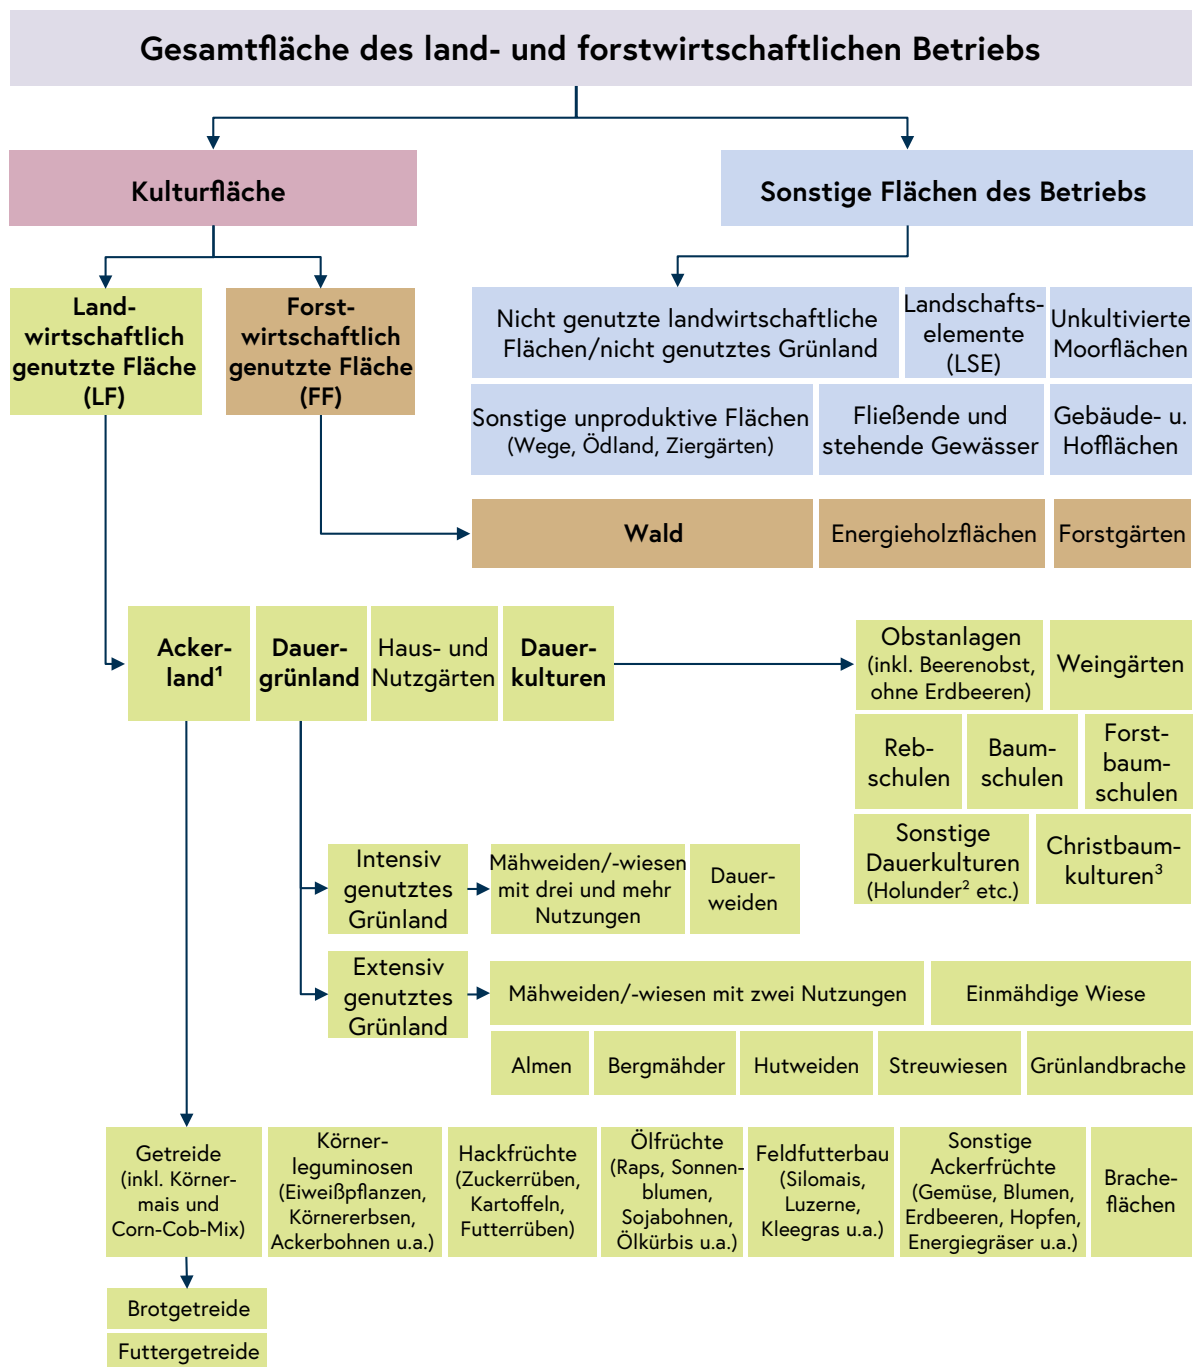 Gesamtfläche des land- und forstwirtschaftlichen Betriebs
Kulturfläche
Sonstige Flächen des Betriebs
Land-
wirtschaftlich
genutzte Fläche
(LF)
Forst-
wirtschaftlich
genutzte Fläche
(FF)
Nicht genutzte landwirtschaftliche
Flächen/nicht genutztes Grünland
Landschafts-
elemente
(LSE)
Unkultivierte
Moorflächen
Sonstige unproduktive Flächen
(Wege, Ödland, Ziergärten)
Fließende und
stehende Gewässer
Gebäude- u.
Hofflächen
Wald
Energieholzflächen
Forstgärten
Acker-
land¹
Dauer-
grünland
Haus- und
Nutzgärten
Dauer-
kulturen
Obstanlagen
(inkl. Beerenobst,
ohne Erdbeeren)
Weingärten
Reb-
schulen
Baum-
schulen
Forst-
baum-
schulen
Sonstige
Dauerkulturen
(Holunder² etc.)
Christbaum-
kulturen³
Intensiv
genutztes
Grünland
Mähweiden/-wiesen
mit drei und mehr
Nutzungen
Dauer-
weiden
Extensiv
genutztes
Grünland
Mähweiden/-wiesen mit zwei Nutzungen
Einmähdige Wiese
Almen
Bergmähder
Hutweiden
Streuwiesen
Grünlandbrache
Getreide
(inkl. Körner-
mais und
Corn-Cob-Mix)
Körner-
leguminosen
(Eiweißpflanzen,
Körnererbsen,
Ackerbohnen u.a.)
Hackfrüchte
(Zuckerrüben,
Kartoffeln,
Futterrüben)
Ölfrüchte
(Raps, Sonnen-
blumen,
Sojabohnen,
Ölkürbis u.a.)
Feldfutterbau
(Silomais,
Luzerne,
Kleegras u.a.)
Sonstige
Ackerfrüchte
(Gemüse, Blumen,
Erdbeeren, Hopfen,
Energiegräser u.a.)
Brache-
flächen
Brotgetreide
Futtergetreide